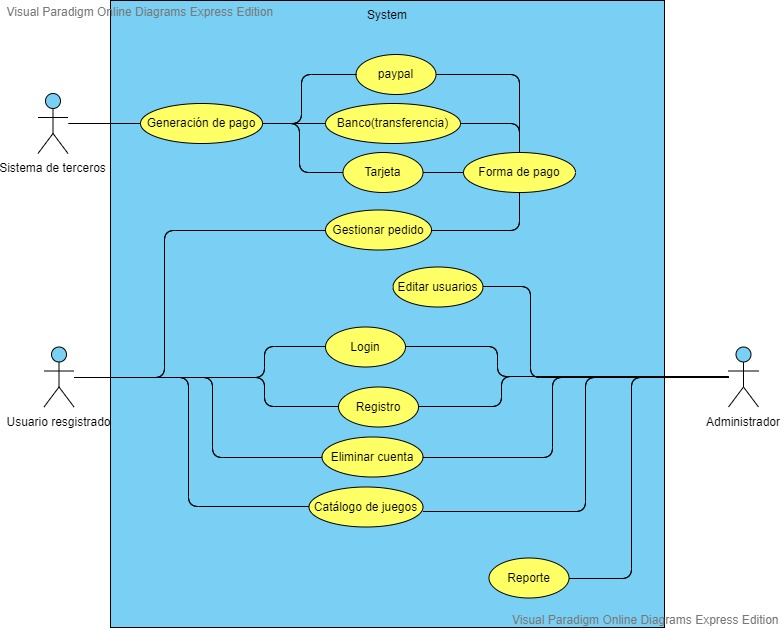 Visual Paradigm Online Diagrams Express Edition
System
paypal
Generación de pago
Banco(transferencia)
Sistema de terceros
Tarjeta
Forma de pago
Gestionar pedido
Editar usuarios
Login
Registro
Usuario resgistrado
Administrador
Eliminar cuenta
Catálogo de juegos
Reporte
Visual Paradigm Online Diagrams Express Edition